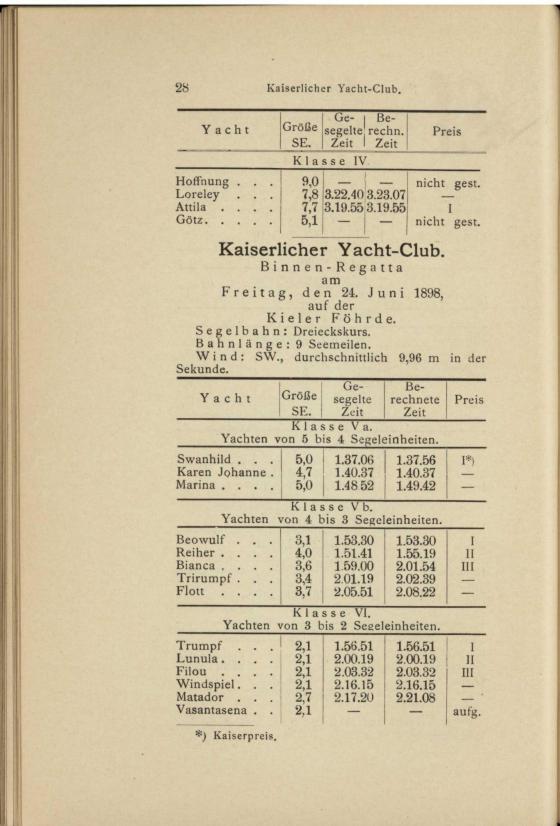 28 Kaiserlicher Yacht-Club.
Yacht Größe SE. Ge- segelte Zeit Be- rechn. Zeit Preis
Klasse IV
Hoffnung . . . 9,0 — — nicht gest.
Loreley . . . 7,8 3.22.40 3.23.07 —
Attila . . . . 7,7 3.19.55 3.19.55 I
Götz. . . . . 5,1 — — nicht gest.
Kaiserlicher Yacht-Club.
Binnen-Regatta
am
Freitag, den 24. Juni 1898,
auf der
Kieler Föhrde.
Segelbahn: Dreieckskurs.
Bahnlänge: 9 Seemeilen.
Wind: SW., durchschnittlich 9,96 m in der
Sekunde.
Yacht Größe SE. Ge- segelte Zeit Be- rechnete Zeit Preis
Klasse Va.
Yachten von 5 bis 4 Segeleinheiten.
Swanhild . . . 5,0 1.37.06 1.37.56 I*)
Karen Johanne . 4,7 1.40.37 1.40.37 —
Marina . . . . 5,0 1.48 52 1.49.42 —
Klasse Vb.
Yachten von 4 bis 3 Segeleinheiten.
Beowulf . . . 3,1 1.53.30 1.53.30 I
Reiher . . . . 4,0 1.51.41 1.55.19 II
Bianca . . . . 3,6 1.59.00 2.01.54 III
Trirumpf . . . 3,4 2.01.19 2.02.39 —
Flott . . . . 3,7 2.05.51 2.08.22 —
Klasse VI.
Yachten von 3 bis 2 Segeleinheiten.
Trumpf . . . 2,1 1.56.51 1.56.51 I
Lunula . . . . 2,1 2.00.19 2.00.19 II
Filou . . . . 2,1 2.03.32 2.03.32 III
Windspiel. . . 2,1 2.16.15 2.16.15 —
Matador . . . 2,7 2.17.20 2.21.08 —
Vasantasena . . 2,1 — — aufg.
*) Kaiserpreis.